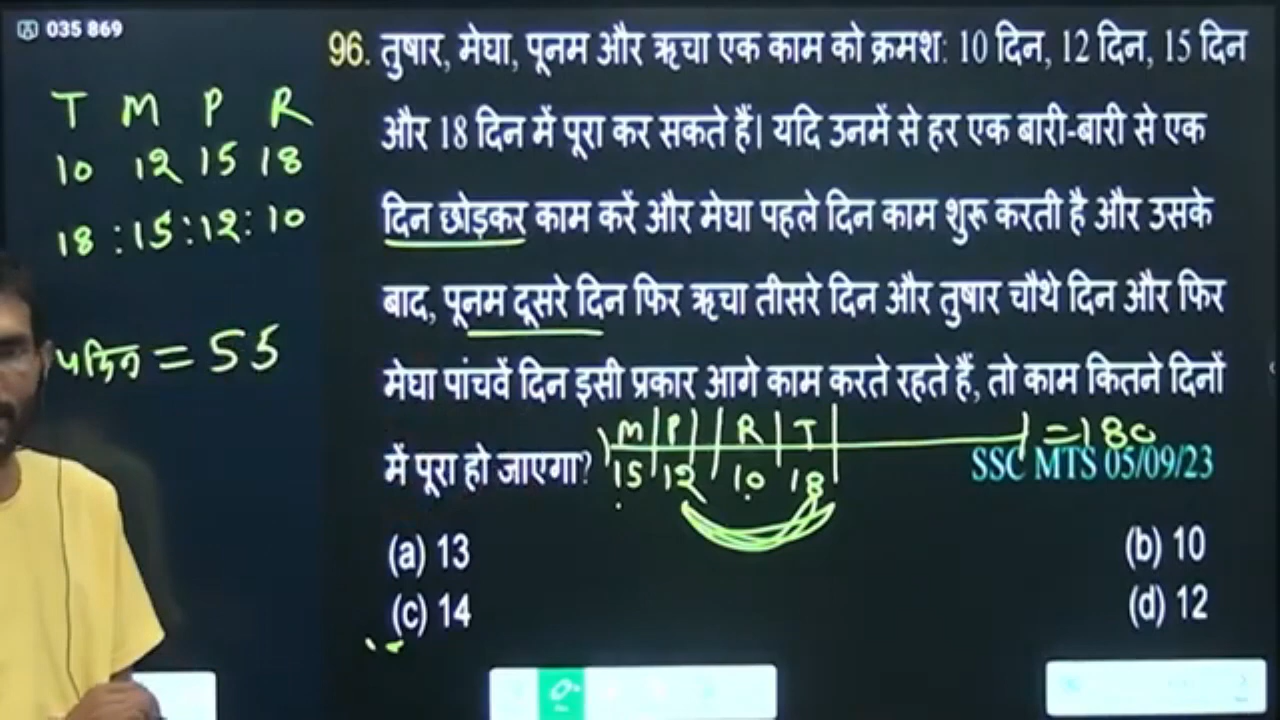 035 869
96. तुषार, मेघा, पूनम और ऋचा एक काम को क्रमश: 10 दिन, 12 दिन, 15 दिन
और 18 दिन में पूरा कर सकते हैं। यदि उनमें से हर एक बारी-बारी से एक
दिन छोड़कर काम करें और मेघा पहले दिन काम शुरू करती है और उसके
बाद, पूनम दूसरे दिन फिर ऋचा तीसरे दिन और तुषार चौथे दिन और फिर
मेघा पांचवें दिन इसी प्रकार आगे काम करते रहते हैं, तो काम कितने दिनों
में पूरा हो जाएगा?
SSC MTS 05/09/23
(a) 13
(b) 10
(c) 14
(d) 12
T M P R
10 12 15 18
18 : 15 : 12 : 10
4दिन = 55
M P R T
15 12 10 18
= 180